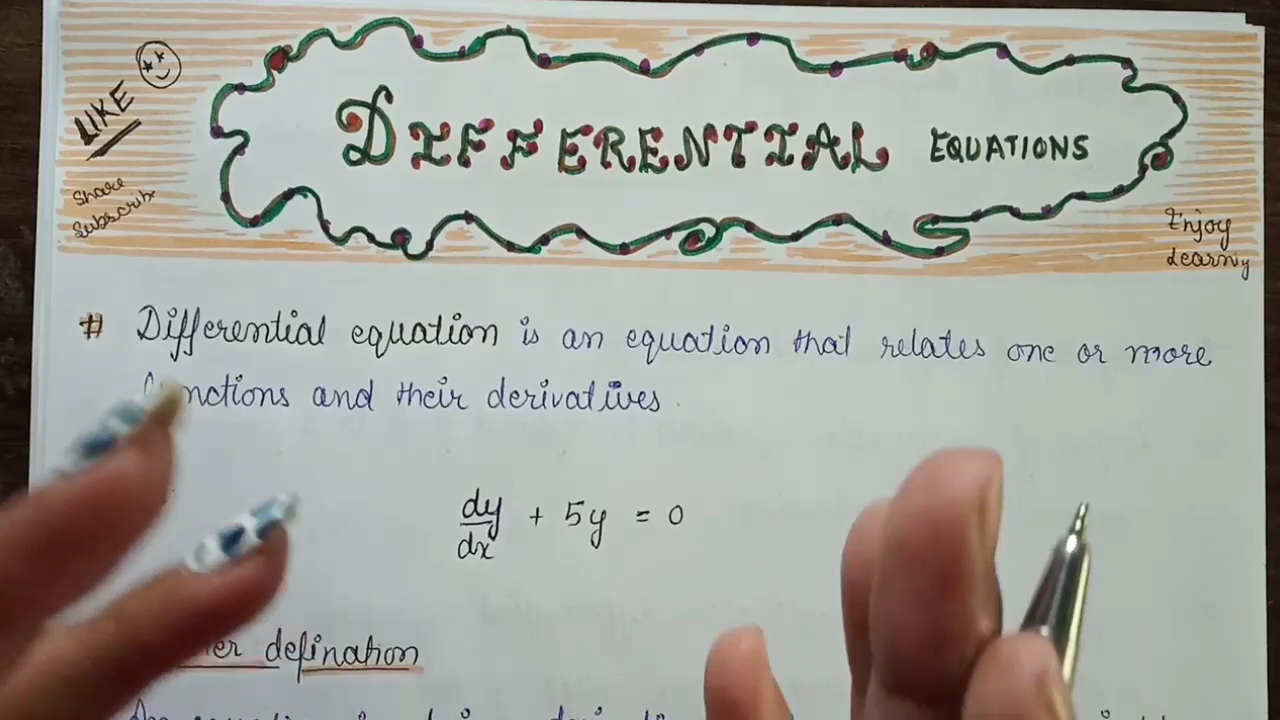 LIKE
Share
Subscribe
DIFFERENTIAL EQUATIONS
Enjoy
Learning
# Differential equation is an equation that relates one or more
functions and their derivatives.
dy/dx + 5y = 0
defination